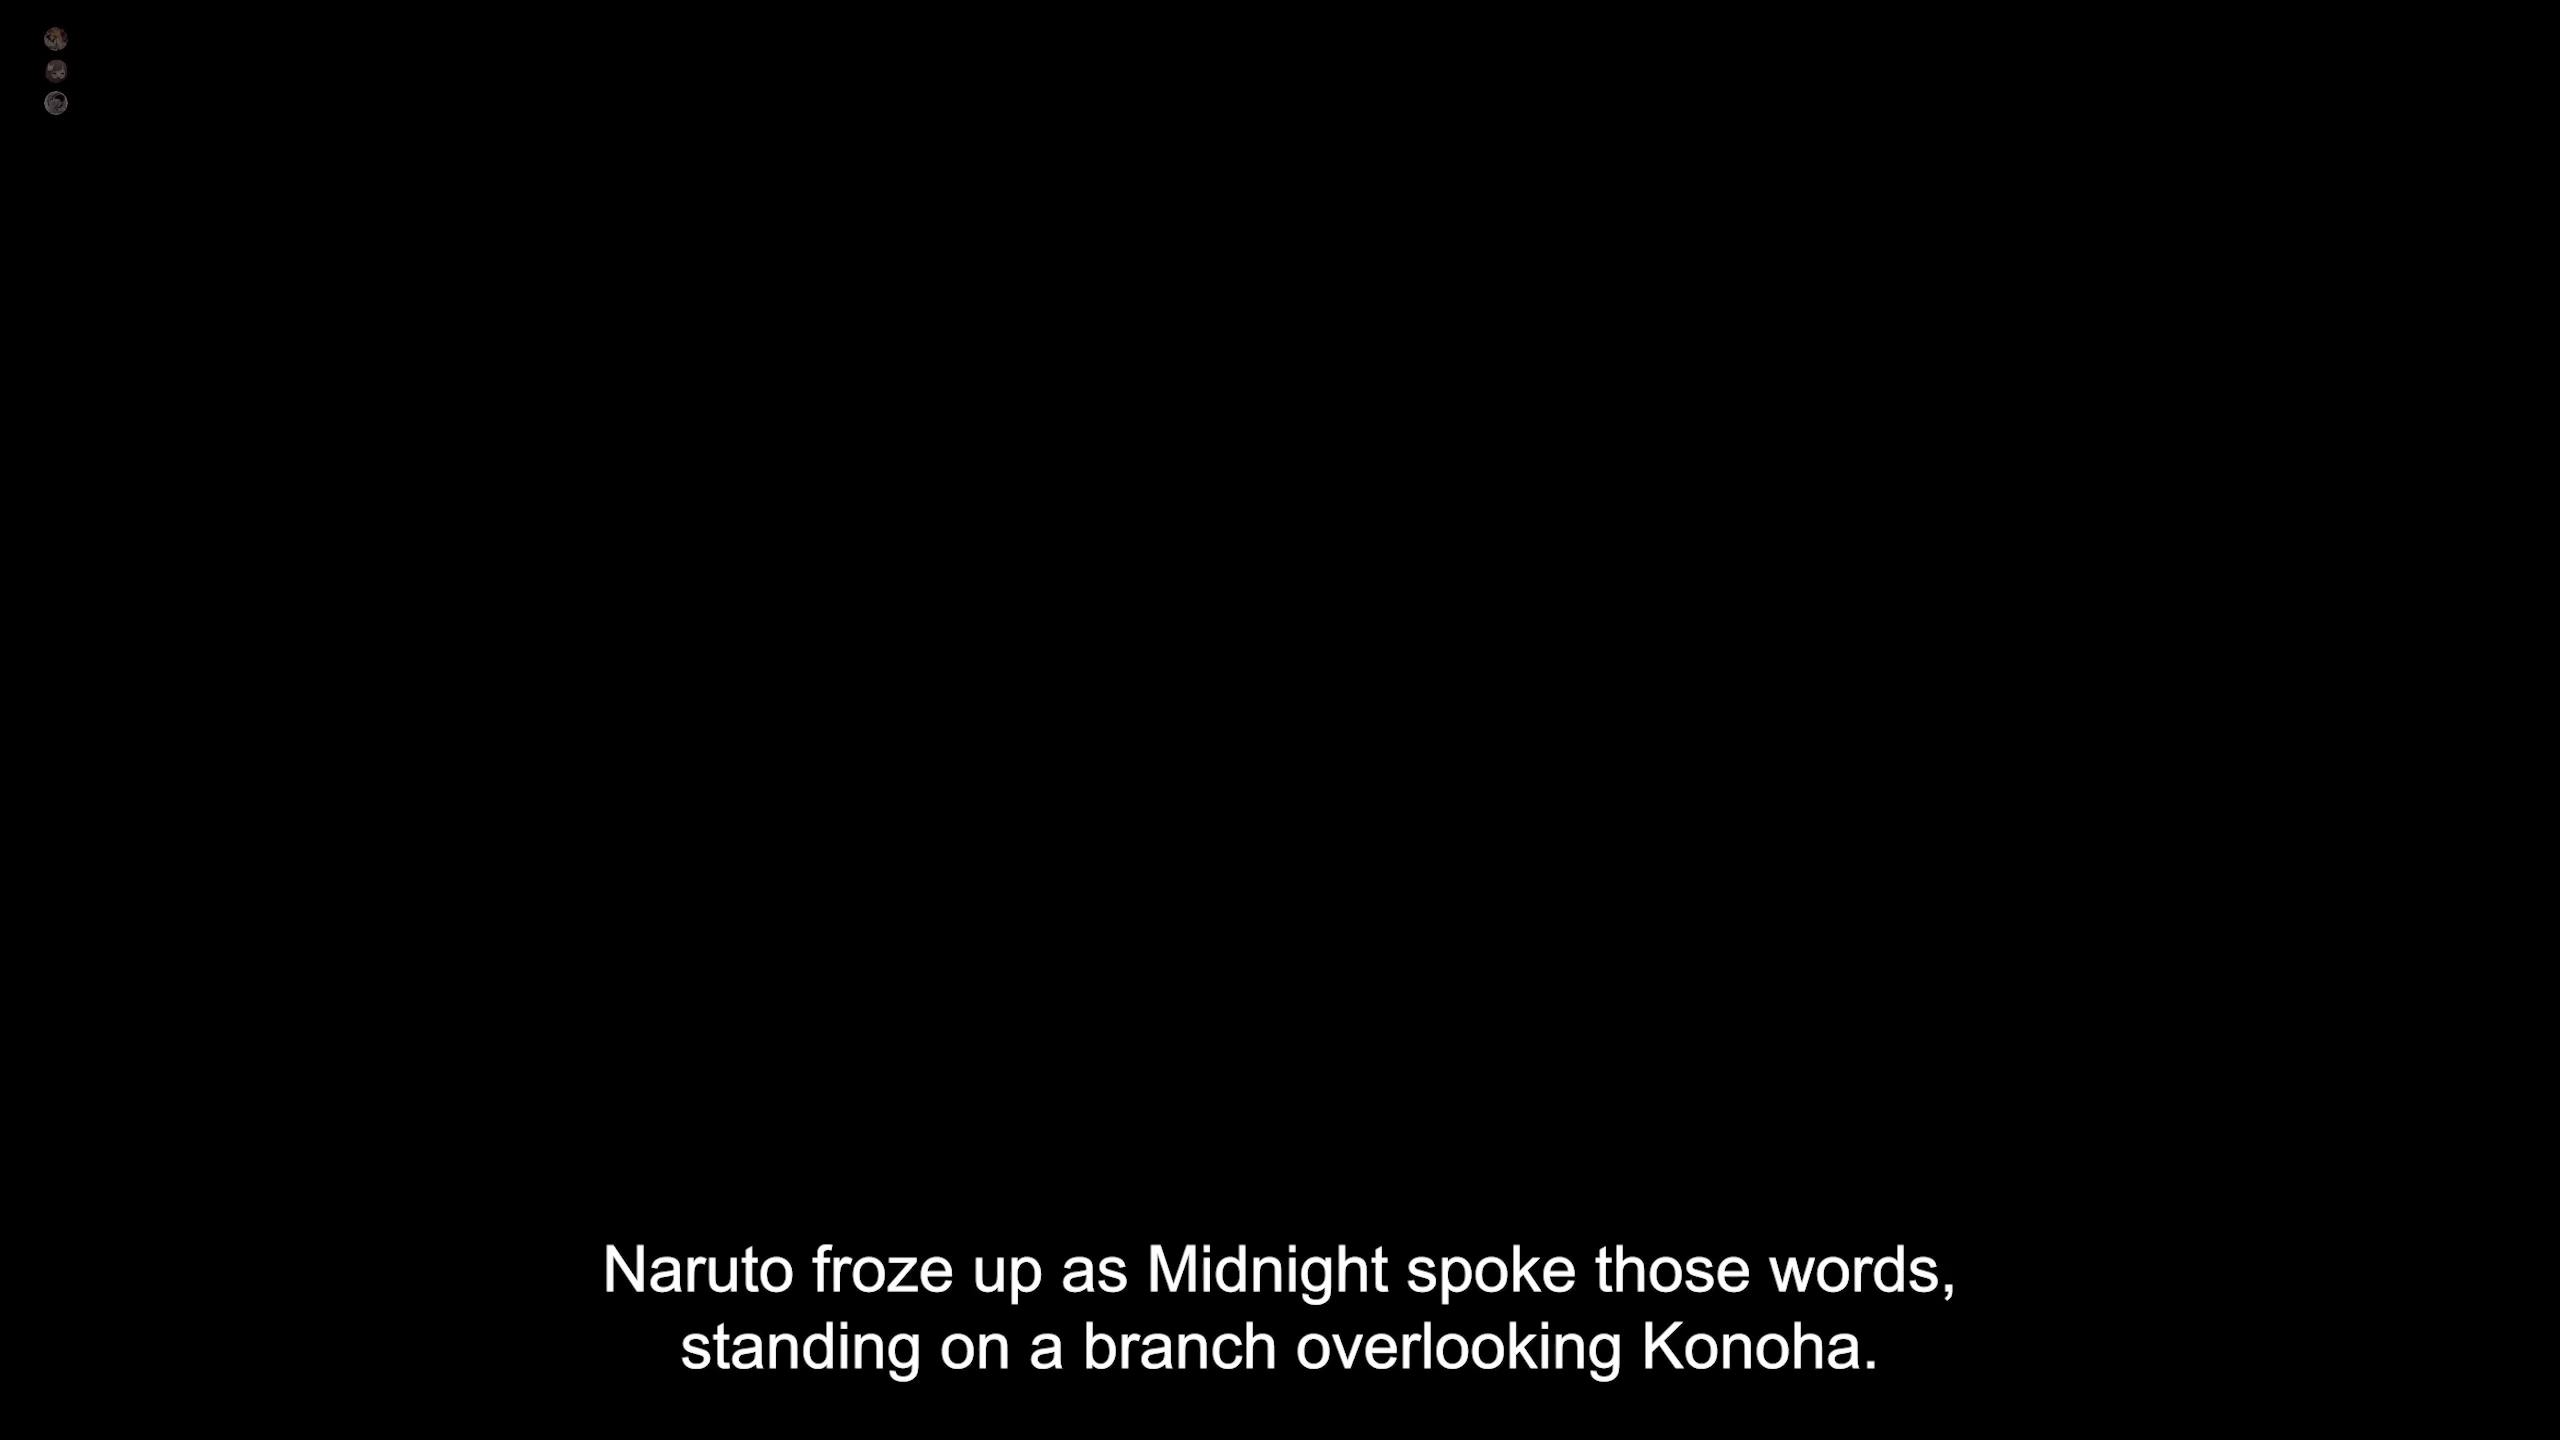 Naruto froze up as Midnight spoke those words,
standing on a branch overlooking Konoha.